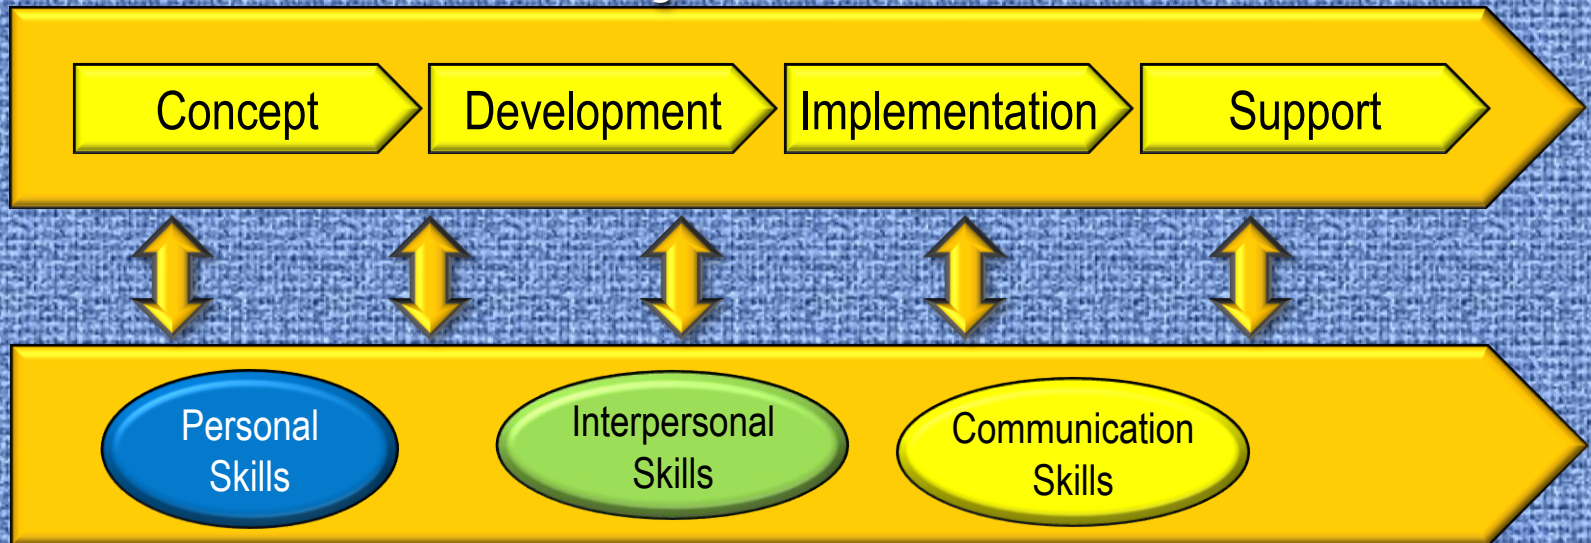 Concept
Development
Implementation
Support
Personal
Skills
Interpersonal
Skills
Communication
Skills